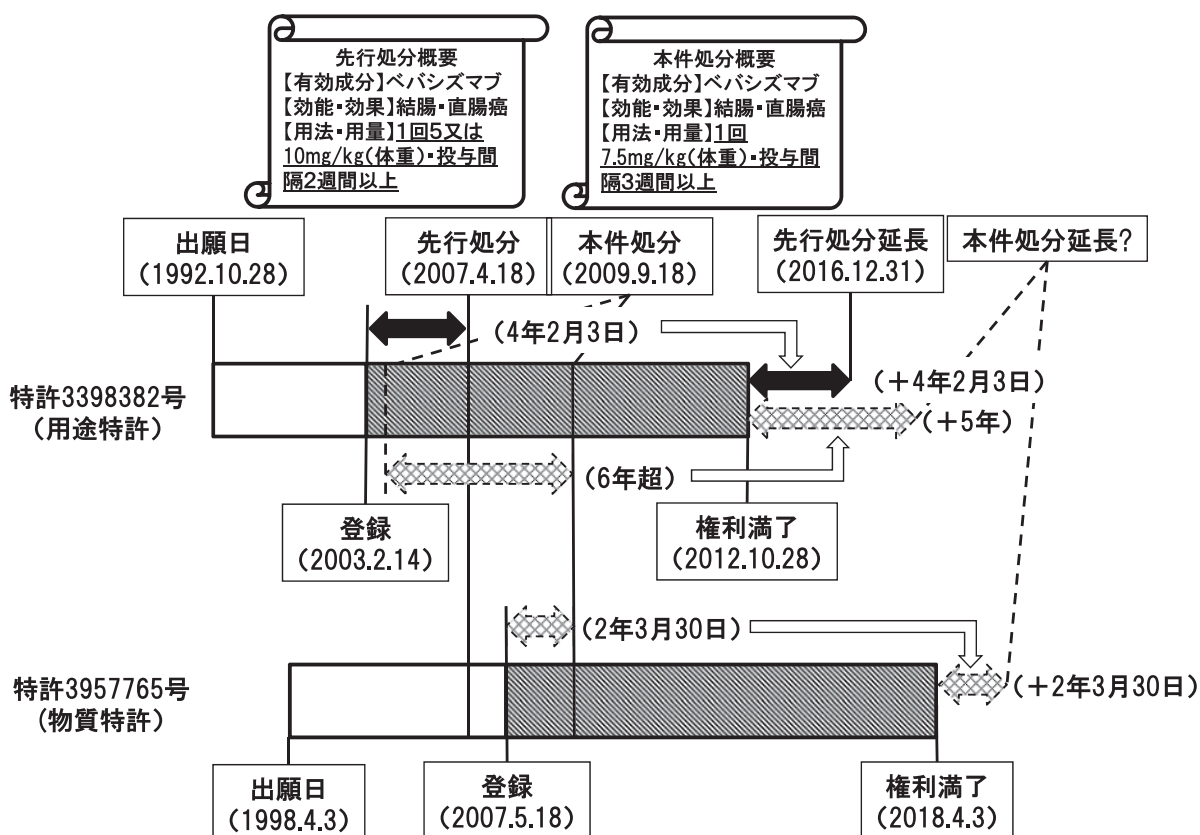 先行処分概要
【有効成分】ベバシズマブ
【効能・効果】結腸・直腸癌
【用法・用量】1回5又は
10mg/kg(体重)・投与間
隔2週間以上
本件処分概要
【有効成分】ベバシズマブ
【効能・効果】結腸・直腸癌
【用法・用量】1回
7.5mg/kg(体重)・投与間
隔3週間以上
出願日
(1992.10.28)
先行処分
(2007.4.18)
本件処分
(2009.9.18)
先行処分延長
(2016.12.31)
本件処分延長?
(4年2月3日)
特許3398382号
(用途特許)
(+4年2月3日)
(+5年)
(6年超)
登録
(2003.2.14)
権利満了
(2012.10.28)
(2年3月30日)
特許3957765号
(物質特許)
(+2年3月30日)
出願日
(1998.4.3)
登録
(2007.5.18)
権利満了
(2018.4.3)